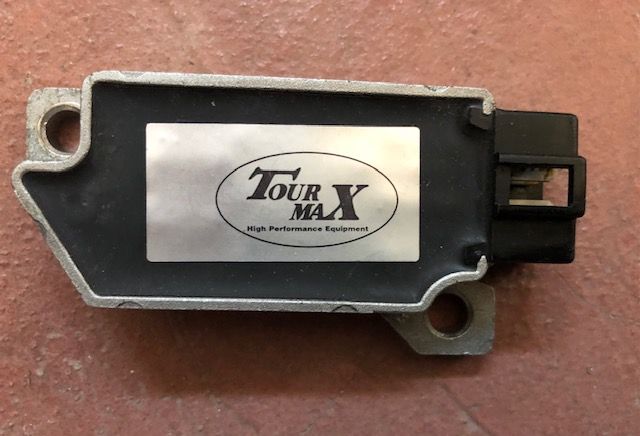 TOUR
MAX
High Performance Equipment